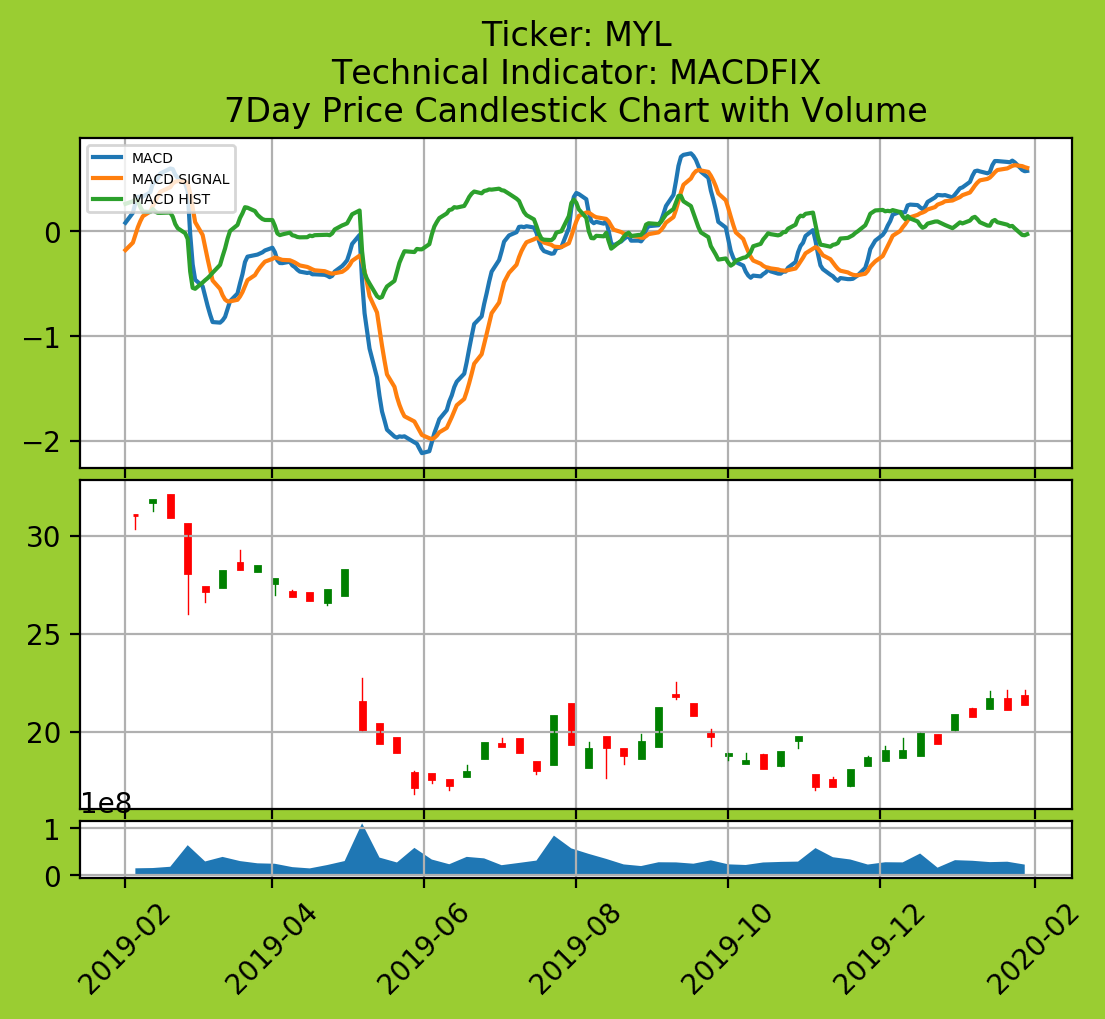 Ticker: MYL
Technical Indicator: MACDFIX
7Day Price Candlestick Chart with Volume
MACD
MACD SIGNAL
MACD HIST
0
−1
−2
30
25
20
1e8
1
0
2019-02
2019-04
2019-06
2019-08
2019-10
2019-12
2020-02